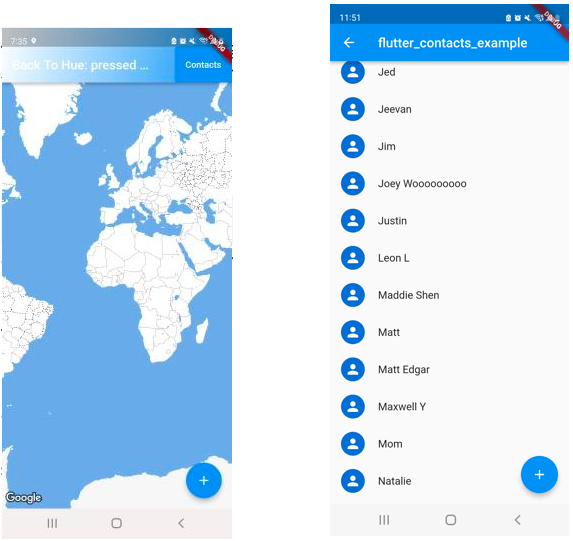 7:35
DEBUG
Back To Hue: pressed ...
Contacts
+
Google
11:51
DEBUG
flutter_contacts_example
Jed
Jeevan
Jim
Joey Wooooooooo
Justin
Leon L
Maddie Shen
Matt
Matt Edgar
Maxwell Y
Mom
Natalie
+